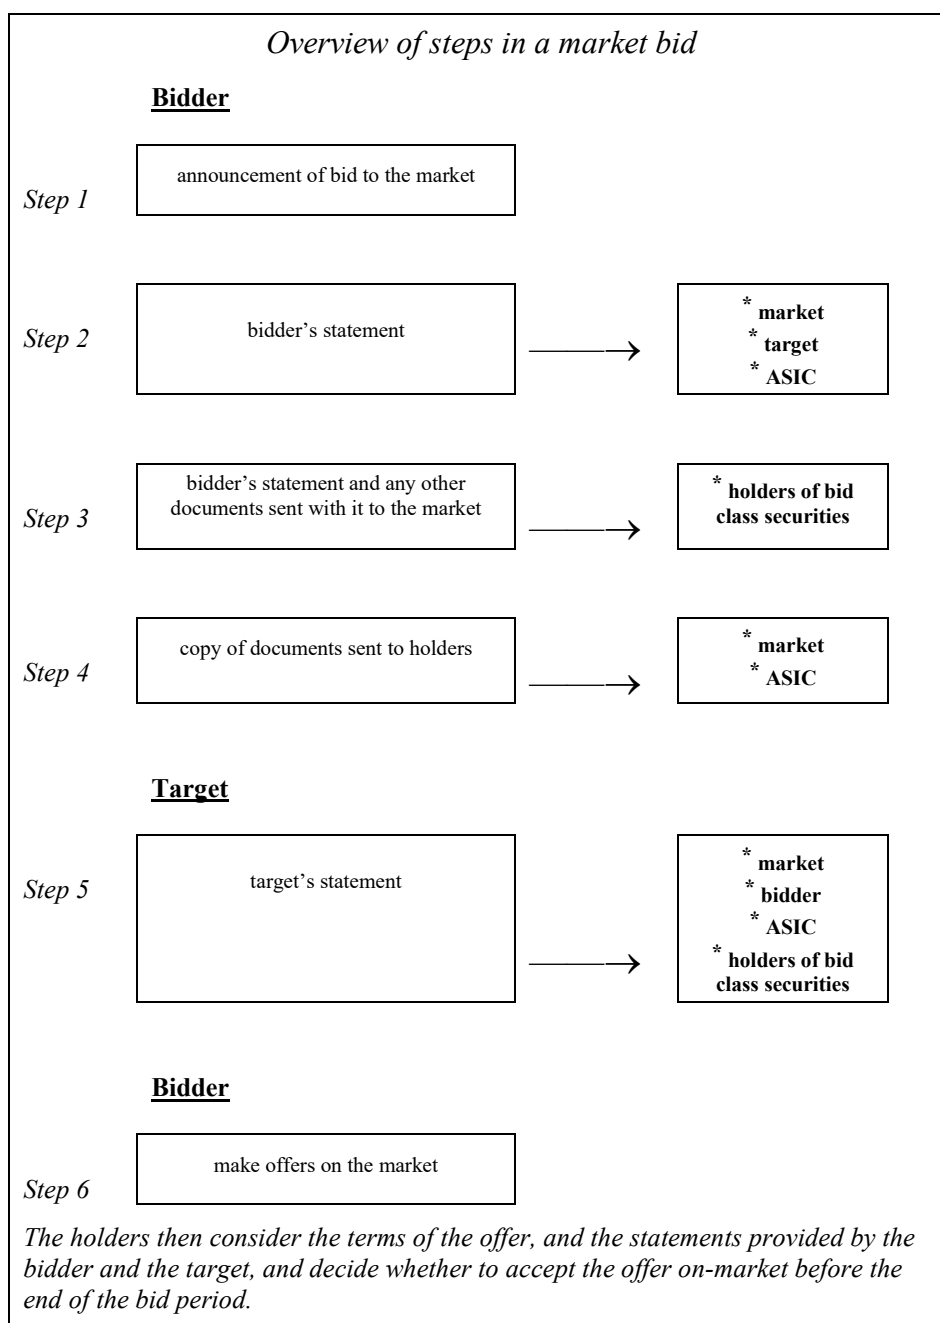 Overview of steps in a market bid
Bidder
Step 1
announcement of bid to the market
Step 2
bidder’s statement
* market
* target
* ASIC
Step 3
bidder’s statement and any other
documents sent with it to the market
* holders of bid
class securities
Step 4
copy of documents sent to holders
* market
* ASIC
Target
Step 5
target’s statement
* market
* bidder
* ASIC
* holders of bid
class securities
Bidder
Step 6
make offers on the market
The holders then consider the terms of the offer, and the statements provided by the
bidder and the target, and decide whether to accept the offer on-market before the
end of the bid period.